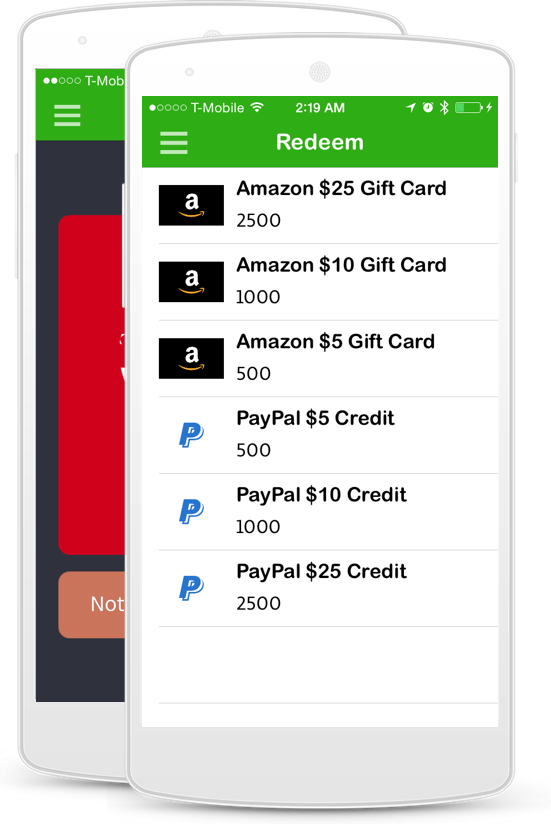 T-Mob
T-Mobile 2:19 AM
Redeem
Amazon $25 Gift Card
2500
Amazon $10 Gift Card
1000
Amazon $5 Gift Card
500
PayPal $5 Credit
500
PayPal $10 Credit
1000
PayPal $25 Credit
2500
Not